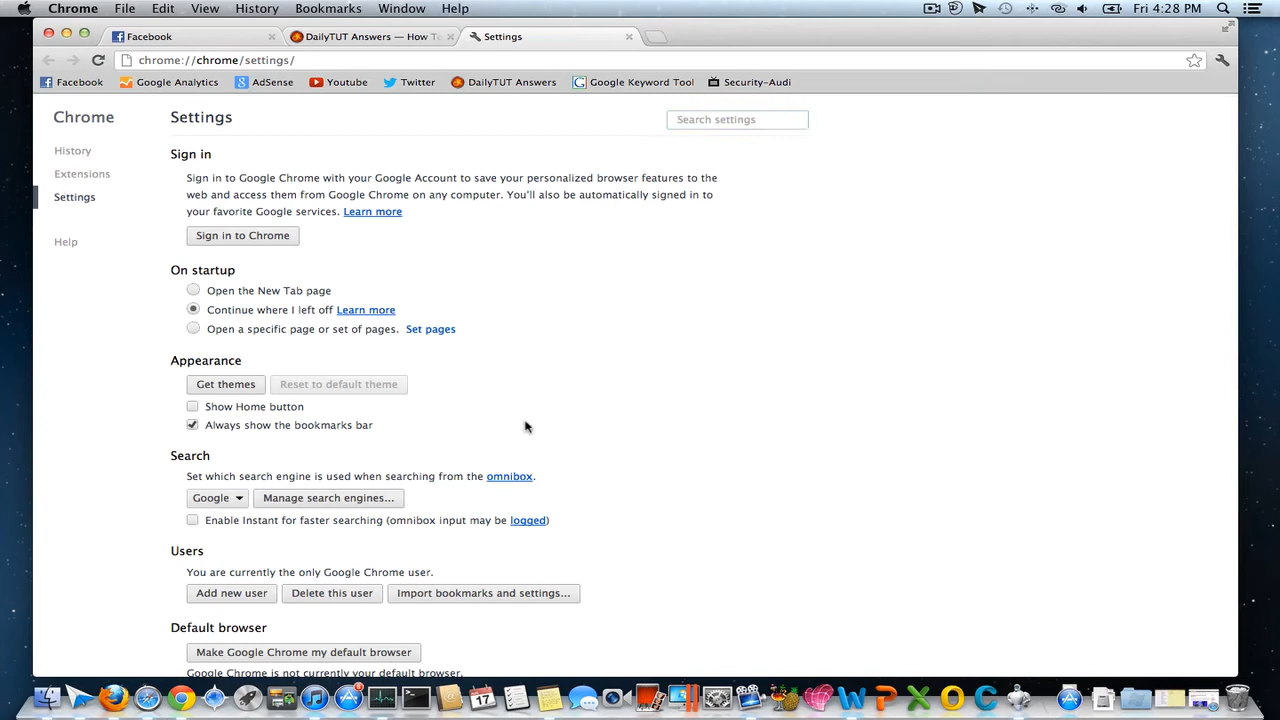 Chrome File Edit View History Bookmarks Window Help Fri 4:28 PM
Facebook DailyTUT Answers — How T Settings
chrome://chrome/settings/
Facebook Google Analytics AdSense Youtube Twitter DailyTUT Answers Google Keyword Tool Security-Audi
Chrome
History
Extensions
Settings
Help
Settings
Search settings
Sign in
Sign in to Google Chrome with your Google Account to save your personalized browser features to the
web and access them from Google Chrome on any computer. You'll also be automatically signed in to
your favorite Google services. Learn more
Sign in to Chrome
On startup
Open the New Tab page
Continue where I left off Learn more
Open a specific page or set of pages. Set pages
Appearance
Get themes Reset to default theme
Show Home button
Always show the bookmarks bar
Search
Set which search engine is used when searching from the omnibox.
Google Manage search engines...
Enable Instant for faster searching (omnibox input may be logged)
Users
You are currently the only Google Chrome user.
Add new user Delete this user Import bookmarks and settings...
Default browser
Make Google Chrome my default browser
Google Chrome is not currently your default browser.
17